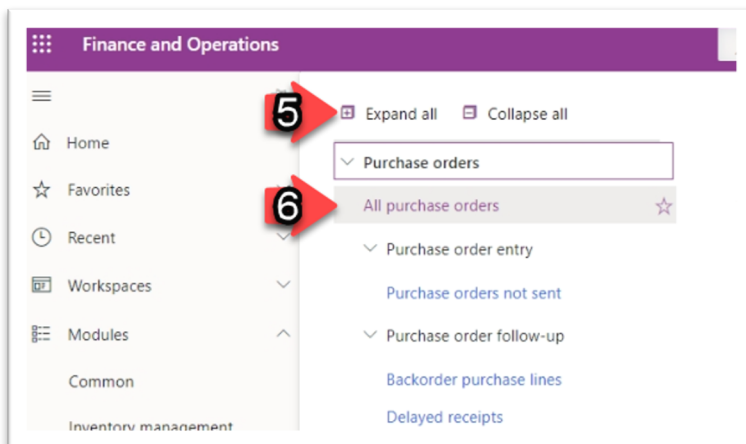 Finance and Operations
5
Expand all
Collapse all
Home
Purchase orders
Favorites
6
All purchase orders
Recent
Purchase order entry
Workspaces
Purchase orders not sent
Modules
Purchase order follow-up
Common
Backorder purchase lines
Inventory management
Delayed receipts